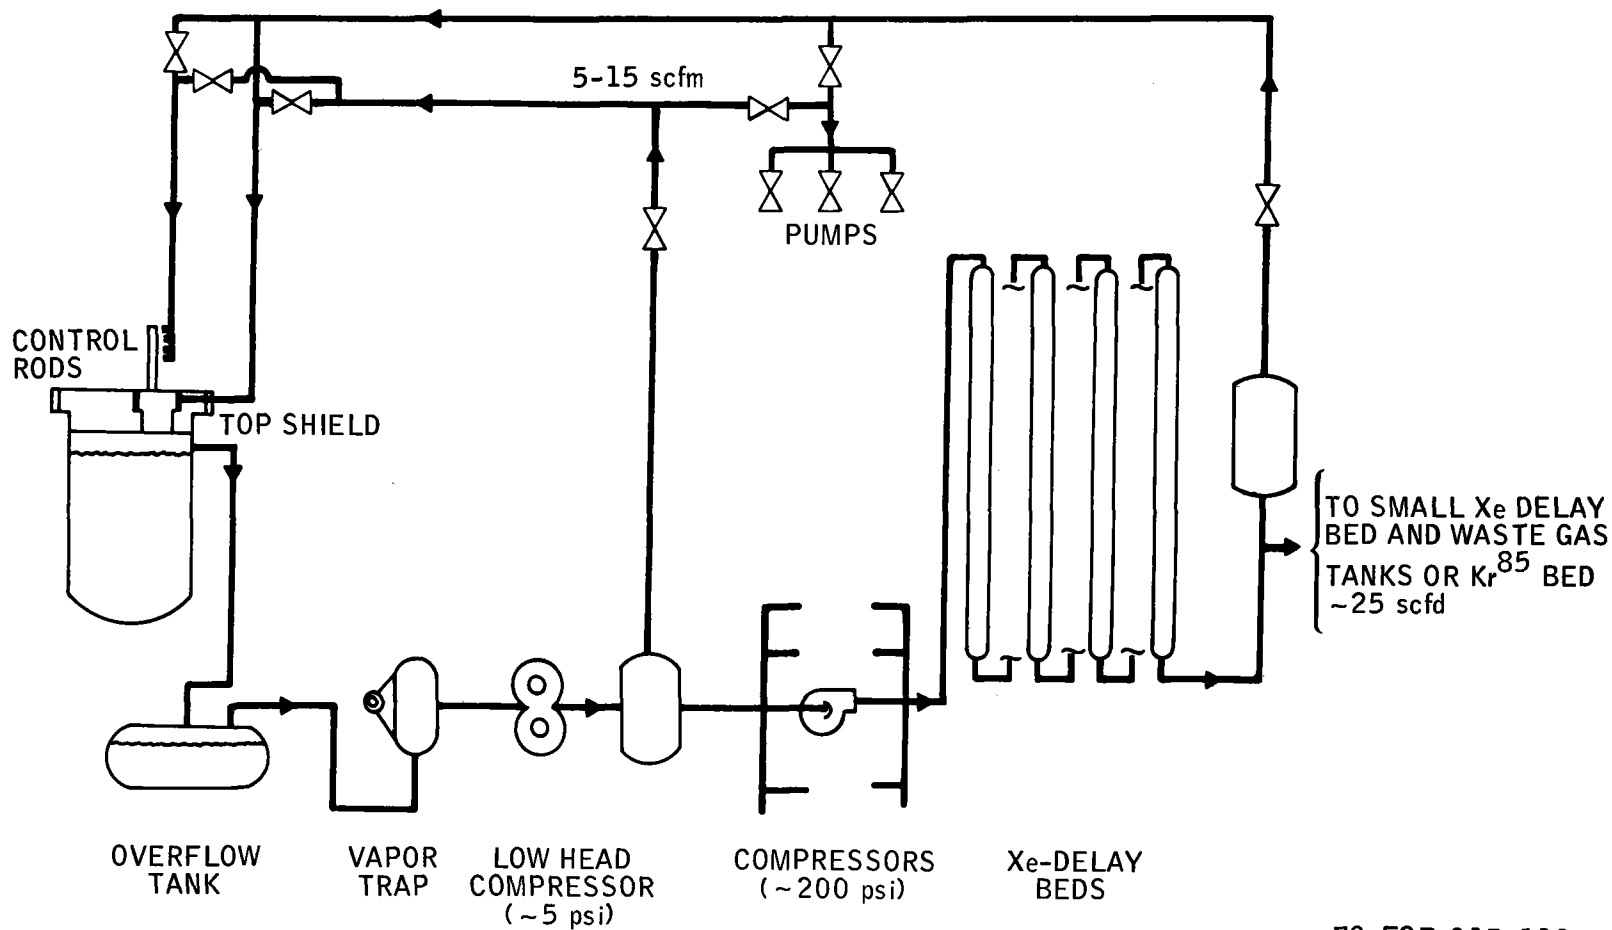 5-15 scfm
PUMPS
CONTROL
RODS
TOP SHIELD
TO SMALL Xe DELAY
BED AND WASTE GAS
TANKS OR Kr85 BED
~25 scfd
OVERFLOW
TANK
VAPOR
TRAP
LOW HEAD
COMPRESSOR
(~5 psi)
COMPRESSORS
(~200 psi)
Xe-DELAY
BEDS